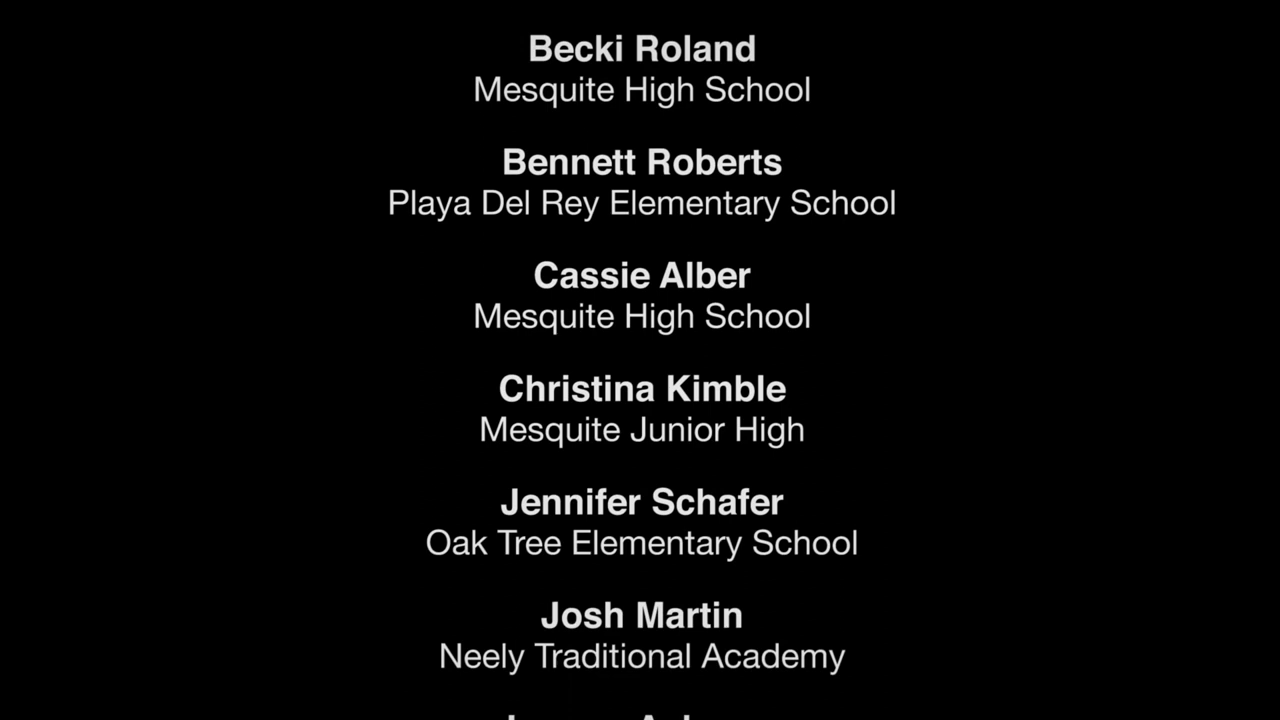 Becki Roland
Mesquite High School
Bennett Roberts
Playa Del Rey Elementary School
Cassie Alber
Mesquite High School
Christina Kimble
Mesquite Junior High
Jennifer Schafer
Oak Tree Elementary School
Josh Martin
Neely Traditional Academy